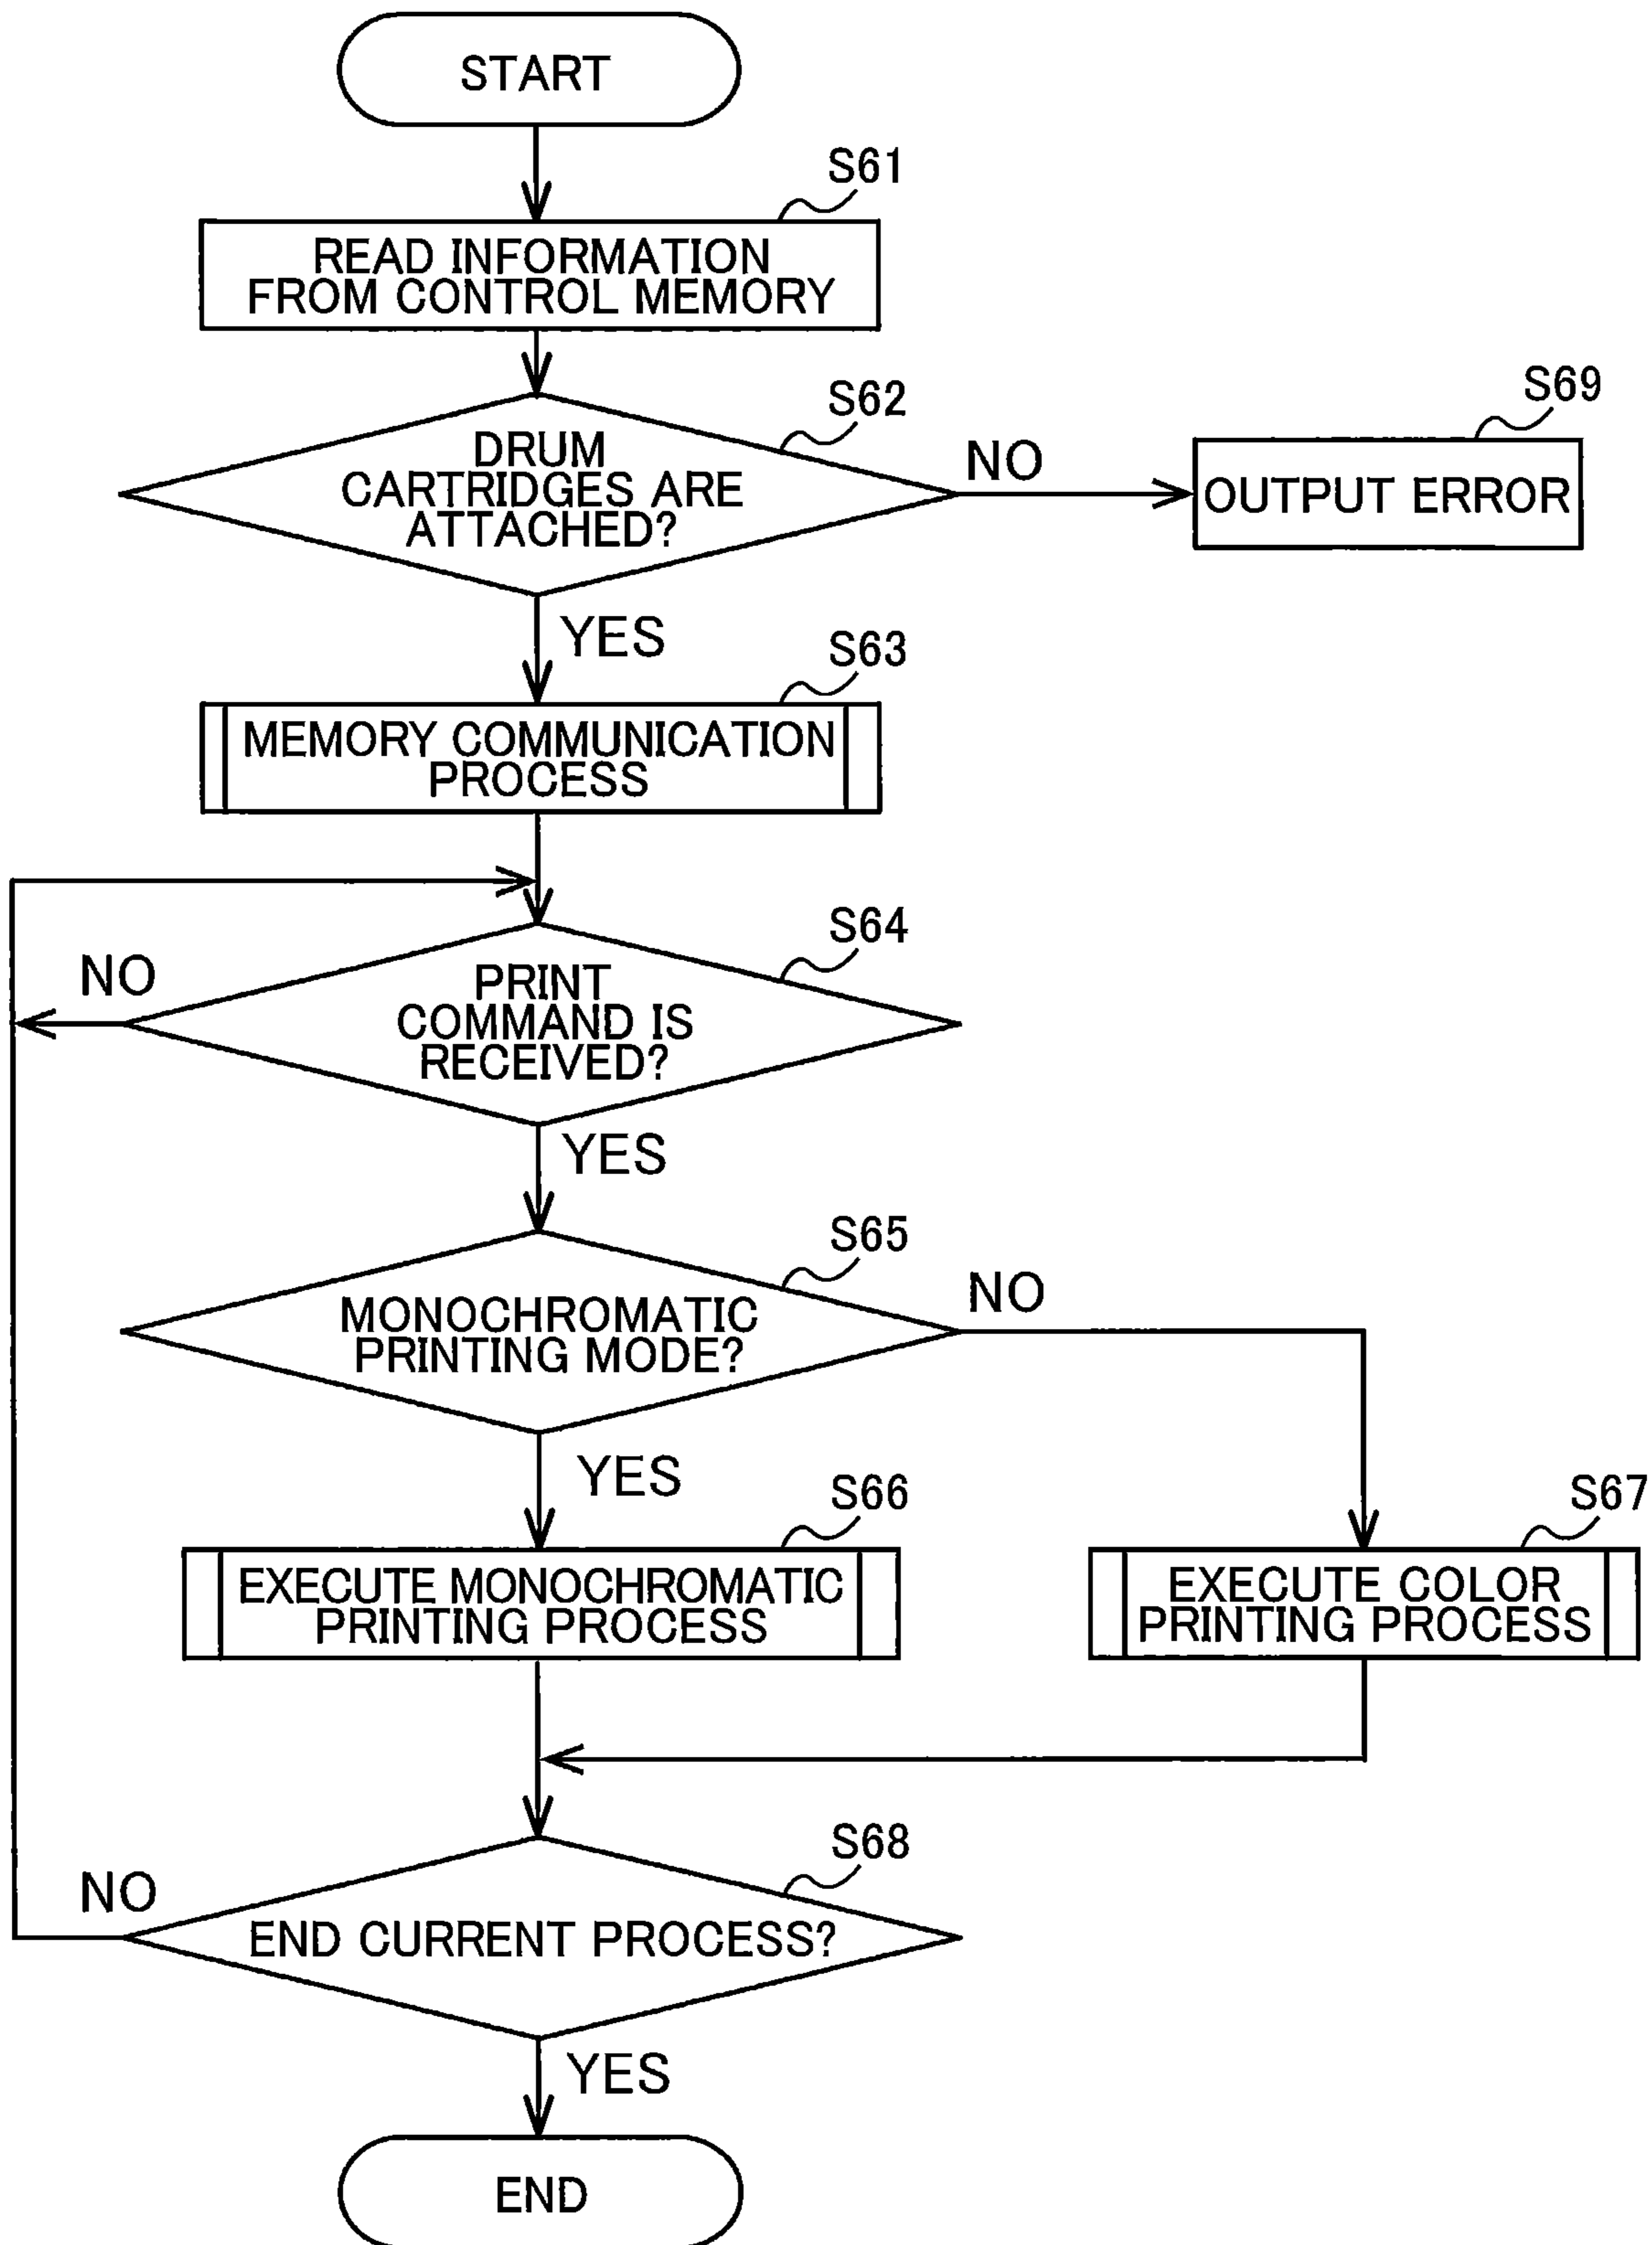 START
S61
READ INFORMATION
FROM CONTROL MEMORY
S62
DRUM
CARTRIDGES ARE
ATTACHED?
NO
S69
OUTPUT ERROR
YES
S63
MEMORY COMMUNICATION
PROCESS
S64
NO
PRINT
COMMAND IS
RECEIVED?
YES
S65
MONOCHROMATIC
PRINTING MODE?
NO
YES
S66
EXECUTE MONOCHROMATIC
PRINTING PROCESS
S67
EXECUTE COLOR
PRINTING PROCESS
S68
NO
END CURRENT PROCESS?
YES
END